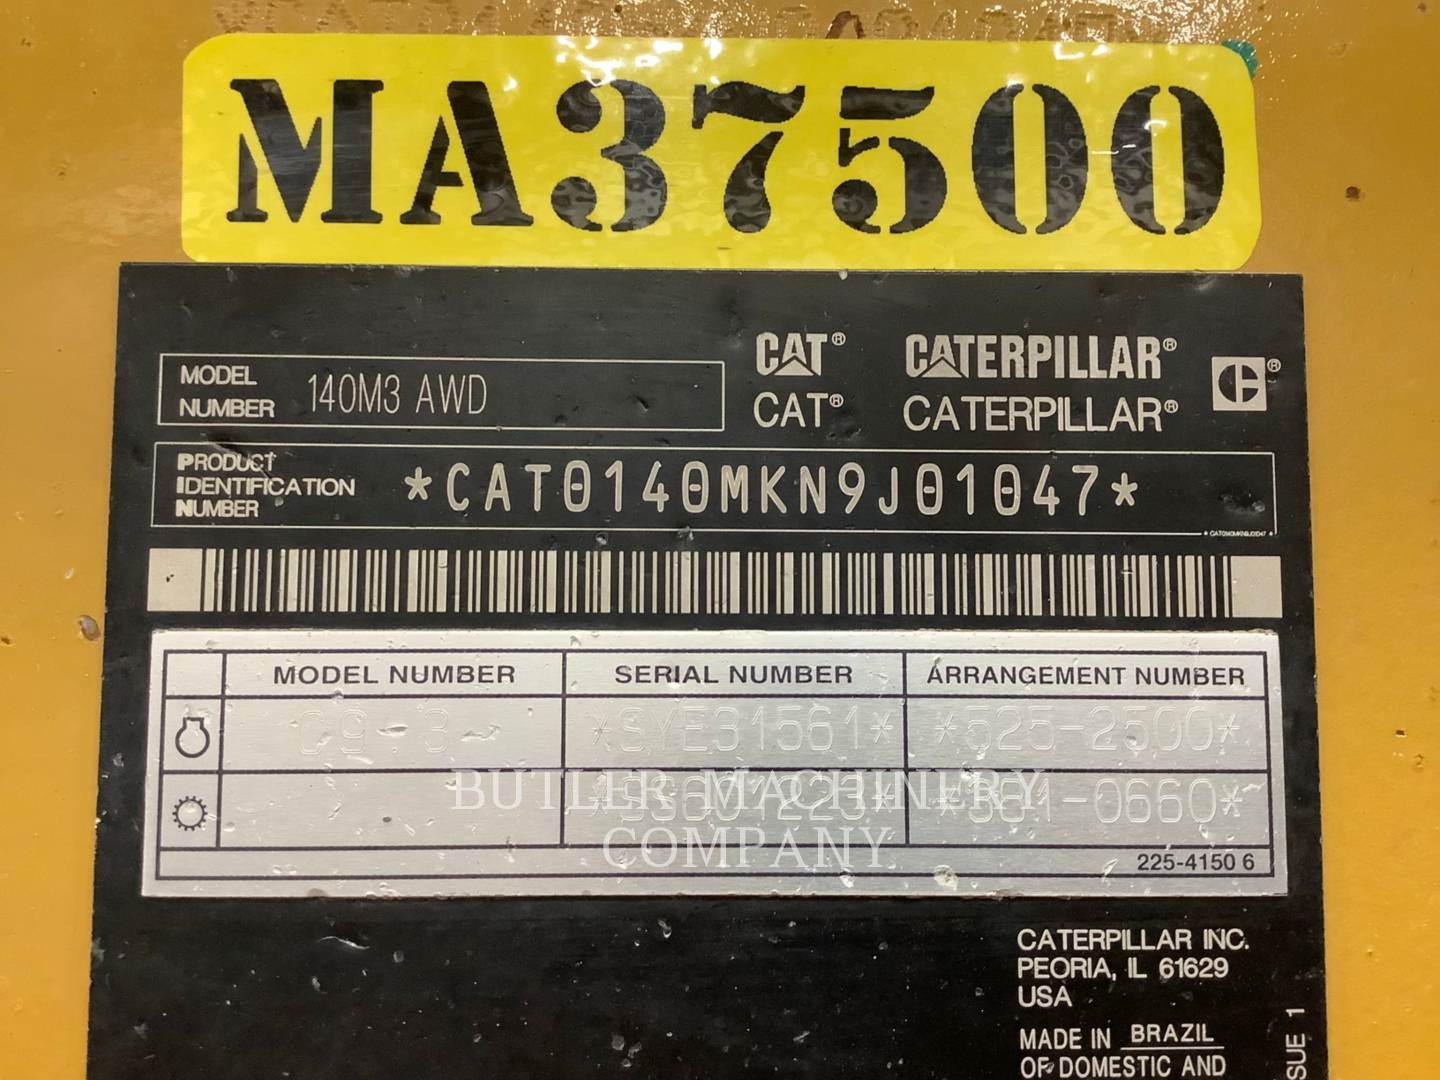 MA37500
CAT® CATERPILLAR®
CAT® CATERPILLAR®
MODEL NUMBER 140M3 AWD
PRODUCT IDENTIFICATION NUMBER *CAT0140MKN9J01047*
MODEL NUMBER SERIAL NUMBER ARRANGEMENT NUMBER
C9-3- *SYE31561* *525-2500*
0660*
BUTLER MACHINERY
COMPANY
225-4150 6
CATERPILLAR INC.
PEORIA, IL 61629
USA
MADE IN BRAZIL
OF DOMESTIC AND
SUE 1